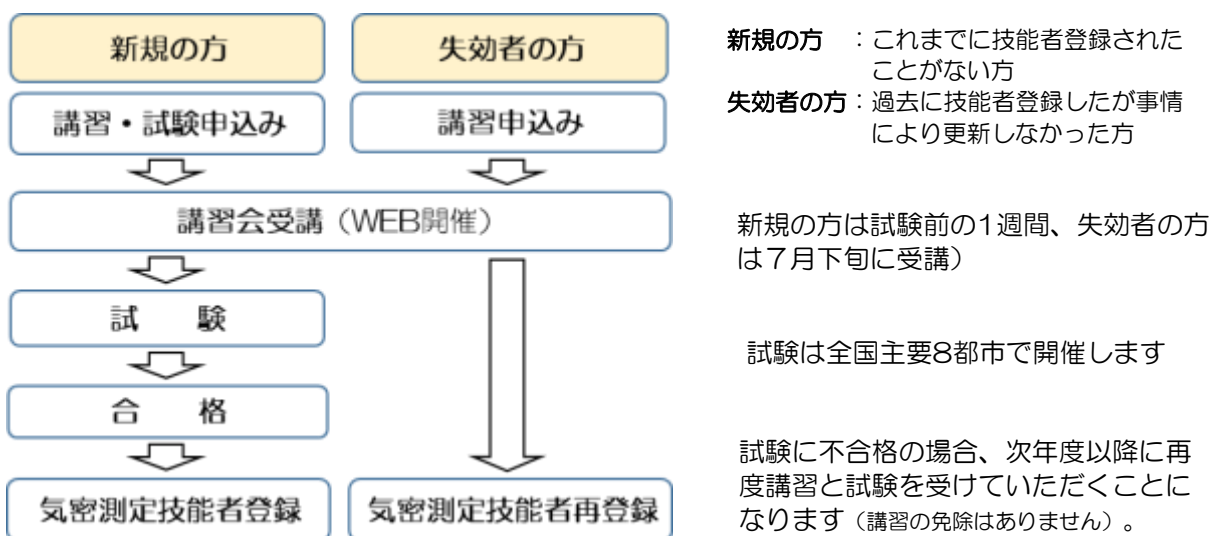 新規の方
失効者の方
講習・試験申込み
講習申込み
講習会受講（WEB開催）
試　験
合　格
気密測定技能者登録
気密測定技能者再登録
新規の方　：これまでに技能者登録された
ことがない方
失効者の方：過去に技能者登録したが事情
により更新しなかった方
新規の方は試験前の1週間、失効者の方
は７月下旬に受講）
試験は全国主要8都市で開催します
試験に不合格の場合、次年度以降に再
度講習と試験を受けていただくことに
なります（講習の免除はありません）。